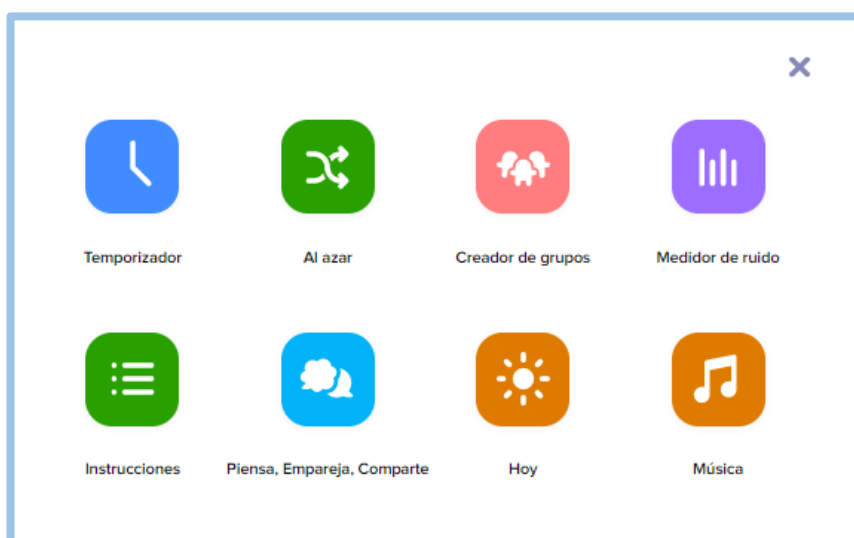 Temporizador
Al azar
Creador de grupos
Medidor de ruido
Instrucciones
Piensa, Empareja, Comparte
Hoy
Música